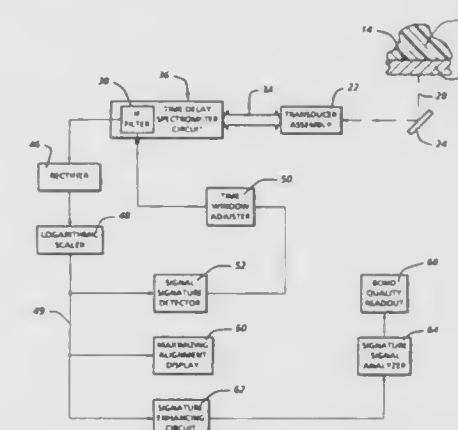 14
38
36
34
22
28
IF
FILTER
TIME DELAY
SPECTROMETER
CIRCUIT
TRANSDUCER
ASSEMBLY
24
46
RECTIFIER
50
TIME
WINDOW
ADJUSTER
48
LOGARITHMIC
SCALER
52
68
SIGNAL
SIGNATURE
DETECTOR
BOND
QUALITY
READOUT
49
60
64
MAXIMIZING
ALIGNMENT
DISPLAY
SIGNATURE
SIGNAL
ANALYZER
62
SIGNATURE
ENHANCING
CIRCUIT